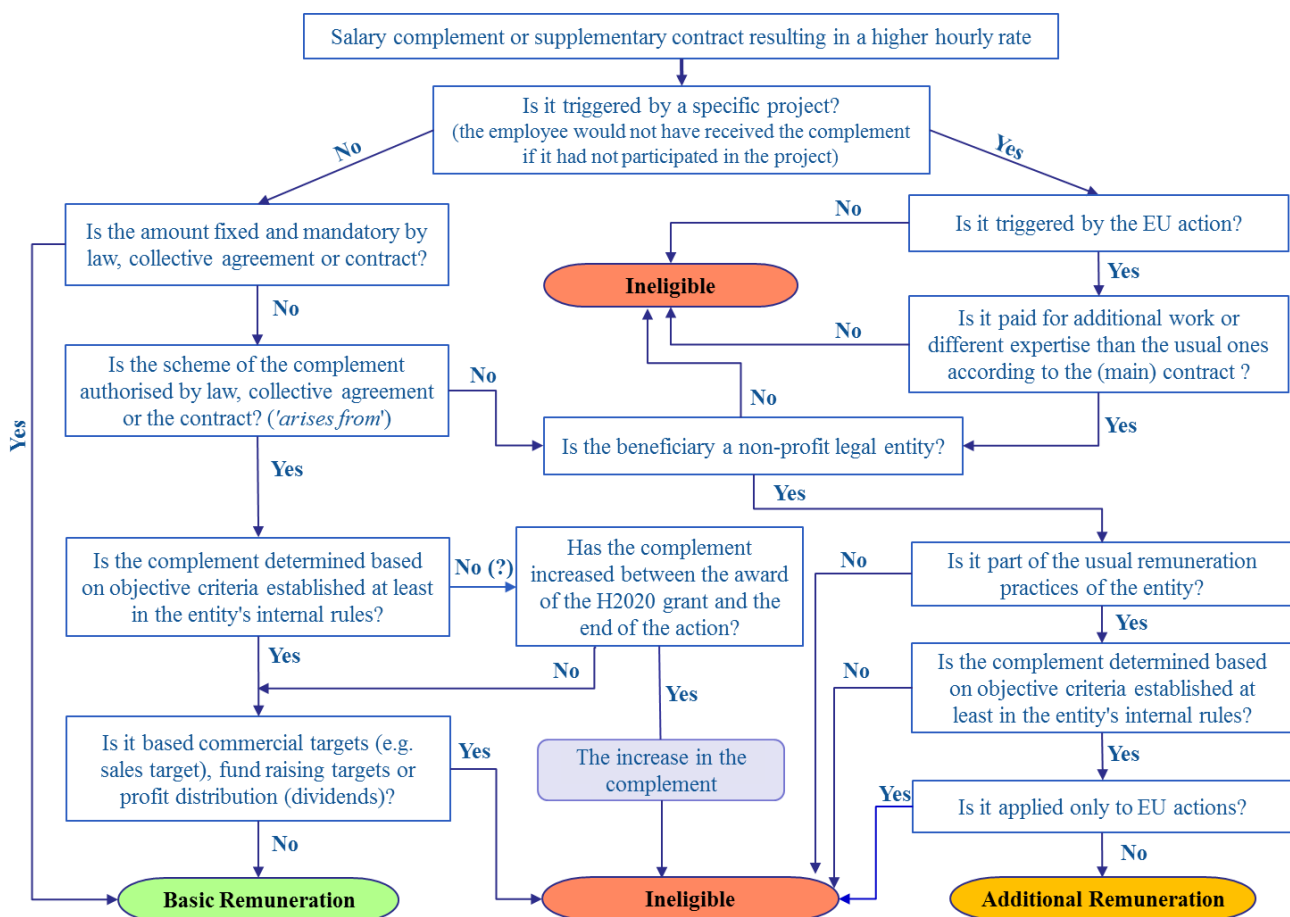 Salary complement or supplementary contract resulting in a higher hourly rate
Is it triggered by a specific project?
(the employee would not have received the complement
if it had not participated in the project)
No
Yes
Is the amount fixed and mandatory by
law, collective agreement or contract?
No
Is it triggered by the EU action?
Ineligible
Yes
No
Is it paid for additional work or
different expertise than the usual ones
according to the (main) contract ?
No
Is the scheme of the complement
authorised by law, collective agreement
or the contract? ('arises from')
No
No
Yes
Yes
Is the beneficiary a non-profit legal entity?
Yes
Yes
Is the complement determined based
on objective criteria established at least
in the entity's internal rules?
No (?)
Has the complement
increased between the award
of the H2020 grant and the
end of the action?
No
Is it part of the usual remuneration
practices of the entity?
Yes
Yes
No
Yes
No
Is the complement determined based
on objective criteria established at
least in the entity's internal rules?
Is it based commercial targets (e.g.
sales target), fund raising targets or
profit distribution (dividends)?
Yes
The increase in the
complement
Yes
Yes
Is it applied only to EU actions?
No
No
Basic Remuneration
Ineligible
Additional Remuneration